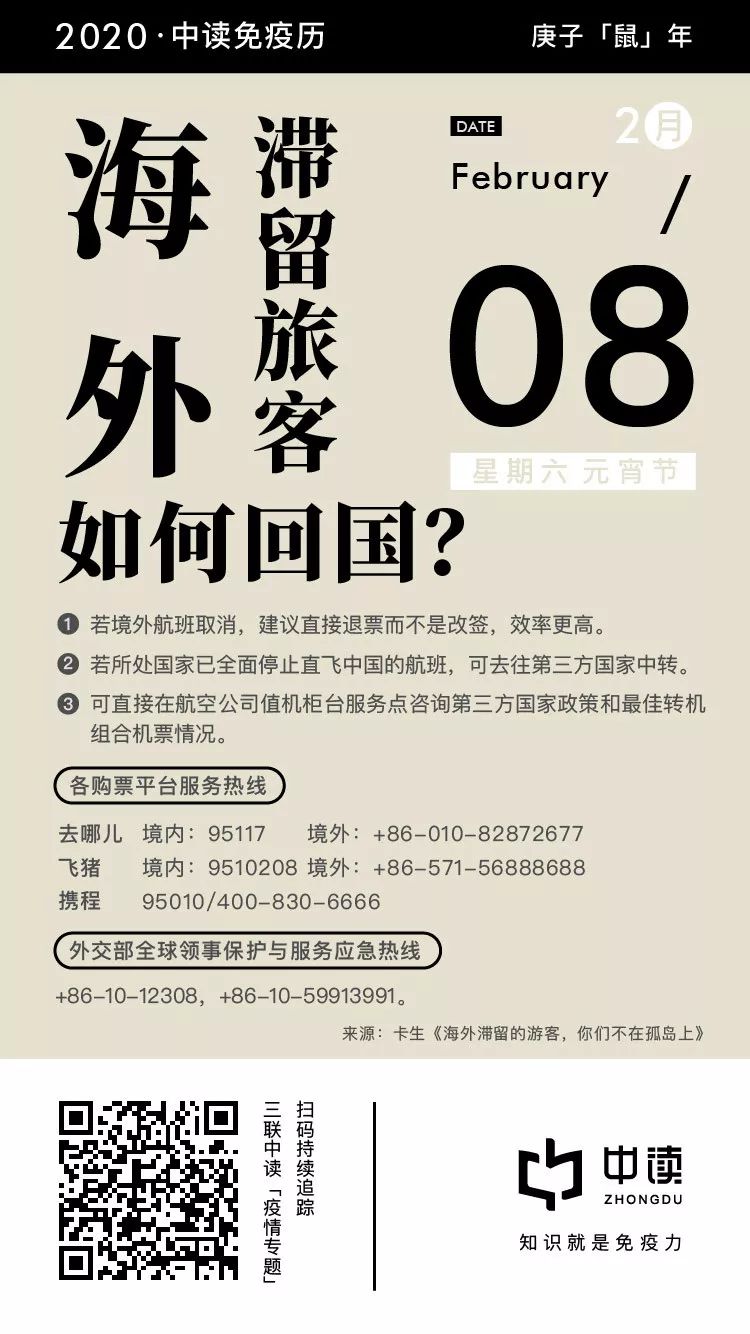 2020·中读免疫历
庚子「鼠」年
海外
滞留旅客
如何回国？
DATE
2月
February
/
08
星期六 元宵节
1 若境外航班取消，建议直接退票而不是改签，效率更高。
2 若所处国家已全面停止直飞中国的航班，可去往第三方国家中转。
3 可直接在航空公司值机柜台服务点咨询第三方国家政策和最佳转机
组合机票情况。
各购票平台服务热线
去哪儿 境内：95117 境外：+86-010-82872677
飞猪 境内：9510208 境外：+86-571-56888688
携程 95010/400-830-6666
外交部全球领事保护与服务应急热线
+86-10-12308，+86-10-59913991。
来源：卡生《海外滞留的游客，你们不在孤岛上》
扫码持续追踪
三联中读「疫情专题」
中读
ZHONGDU
知识就是免疫力